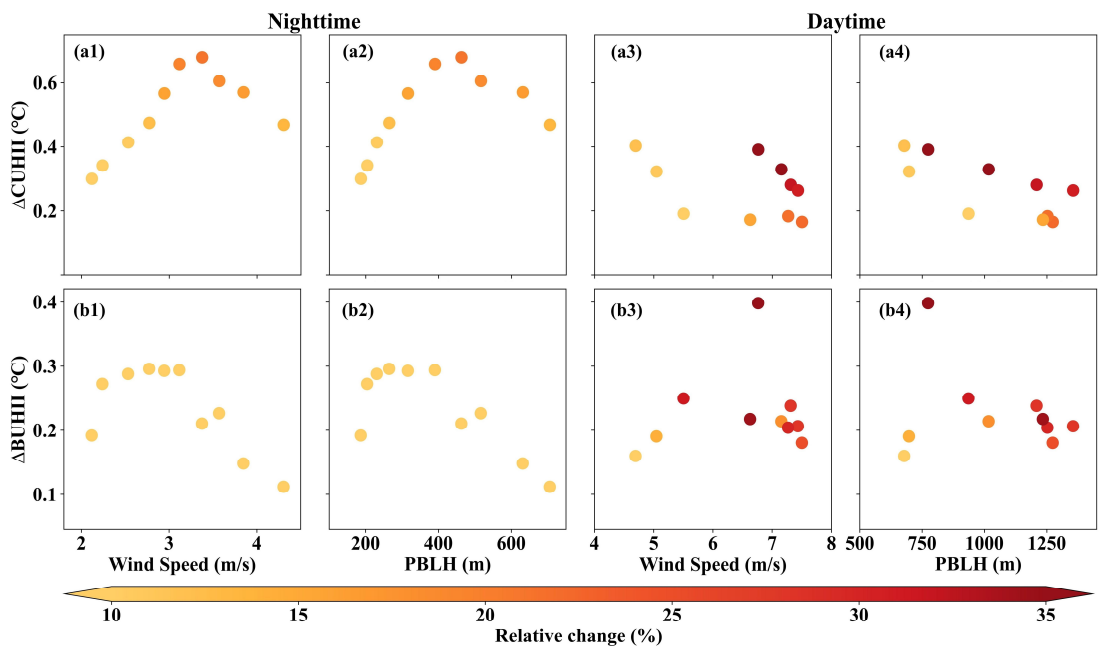 Nighttime Daytime
(a1) (a2) (a3) (a4)
ΔCUHII (°C)
0.6
0.4
0.2
(b1) (b2) (b3) (b4)
ΔBUHII (°C)
0.4
0.3
0.2
0.1
2 3 4 200 400 600 4 5 6 7 8 500 750 1000 1250
Wind Speed (m/s) PBLH (m) Wind Speed (m/s) PBLH (m)
10 15 20 25 30 35
Relative change (%)